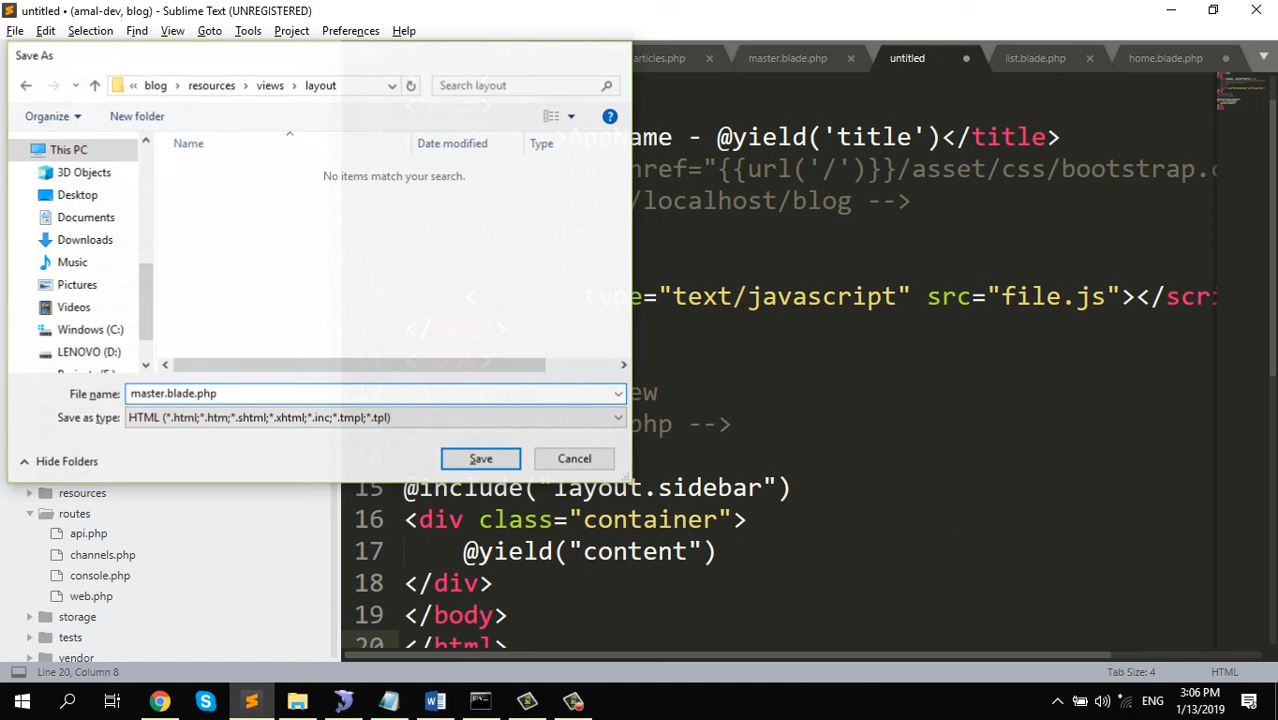 untitled • (amal-dev, blog) - Sublime Text (UNREGISTERED)
File Edit Selection Find View Goto Tools Project Preferences Help
Save As
articles.php master.blade.php untitled list.blade.php home.blade.php
« blog › resources › views › layout
Search layout
Organize New folder
Name Date modified Type
No items match your search.
This PC
3D Objects
Desktop
Documents
Downloads
Music
Pictures
Videos
Windows (C:)
LENOVO (D:)
File name: master.blade.php
Save as type: HTML (*.html;*.htm;*.shtml;*.xhtml;*.inc;*.tmpl;*.tpl)
Hide Folders Save Cancel
>AppName - @yield('title')</title>
href="{{url('/')}}/asset/css/bootstrap.c
/localhost/blog -->
type="text/javascript" src="file.js"></scri
ew
php -->
15 @include("layout.sidebar")
16 <div class="container">
17 @yield("content")
18 </div>
19 </body>
20 </html>
resources
routes
api.php
channels.php
console.php
web.php
storage
tests
vendor
Line 20, Column 8 Tab Size: 4 HTML
ENG
3:06 PM
1/13/2019